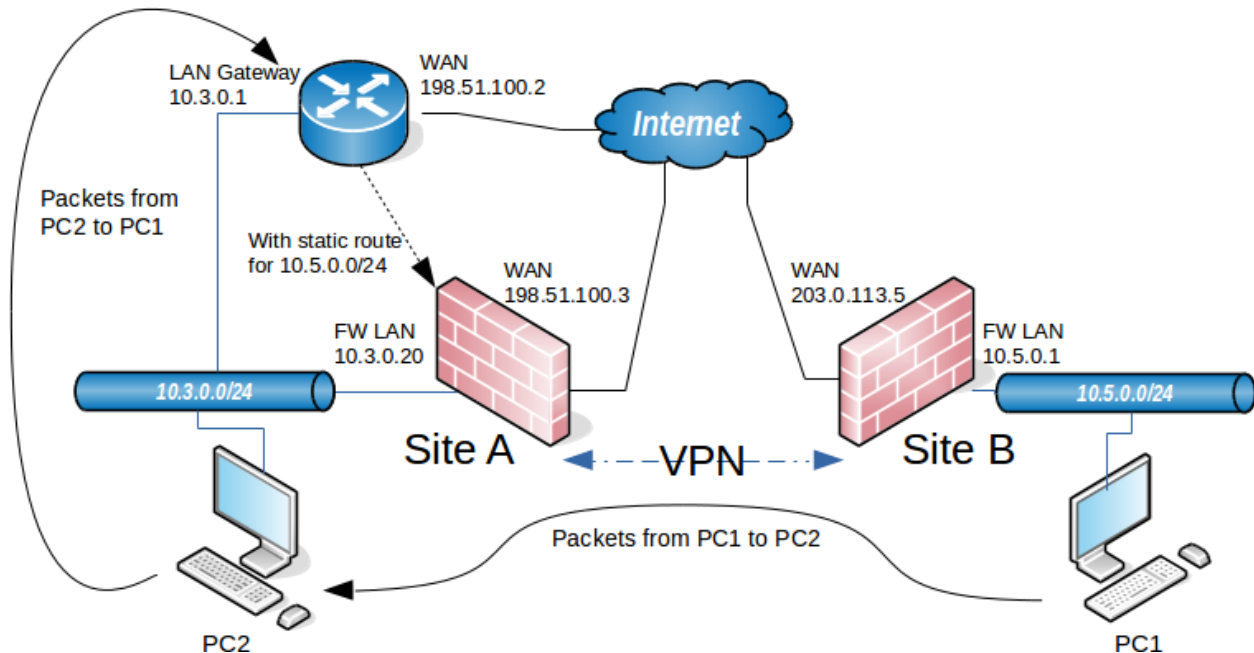 LAN Gateway
10.3.0.1
WAN
198.51.100.2
Internet
Packets from
PC2 to PC1
With static route
for 10.5.0.0/24
WAN
198.51.100.3
WAN
203.0.113.5
FW LAN
10.3.0.20
FW LAN
10.5.0.1
10.3.0.0/24
10.5.0.0/24
Site A
VPN
Site B
Packets from PC1 to PC2
PC2
PC1